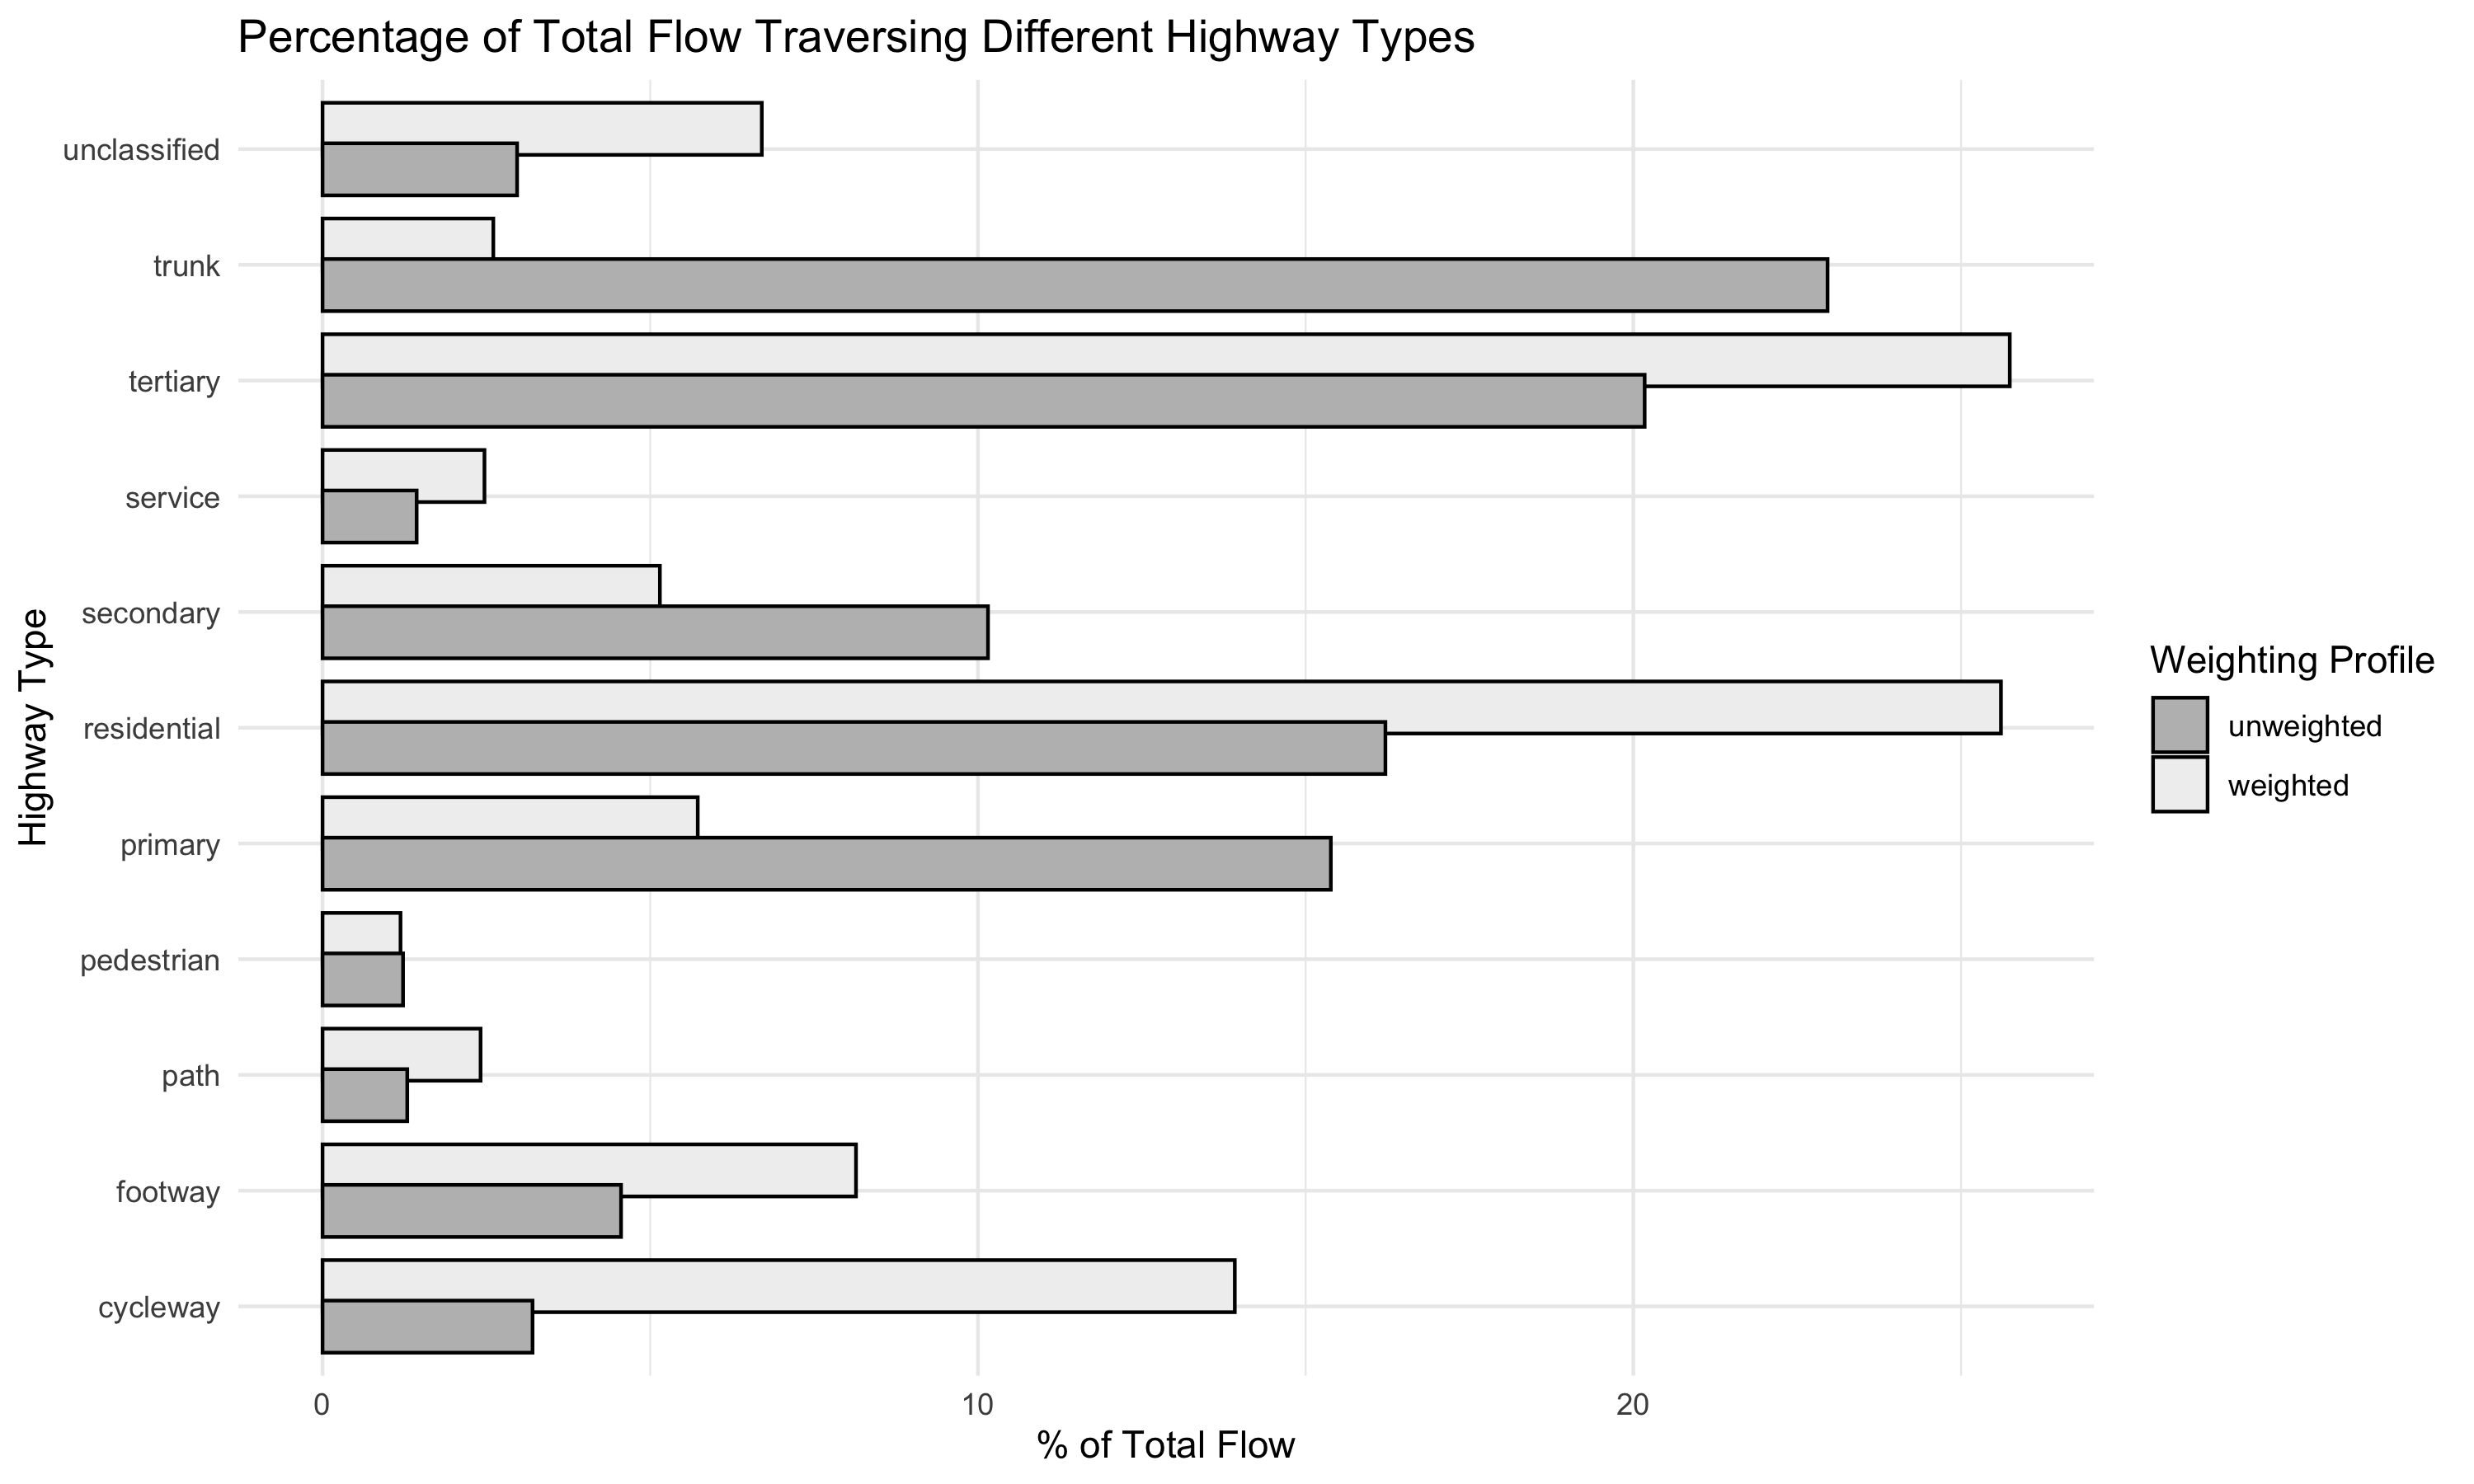 Percentage of Total Flow Traversing Different Highway Types
unclassified
trunk
tertiary
service
secondary
residential
primary
pedestrian
path
footway
cycleway
Highway Type
0 10 20
% of Total Flow
Weighting Profile
unweighted
weighted